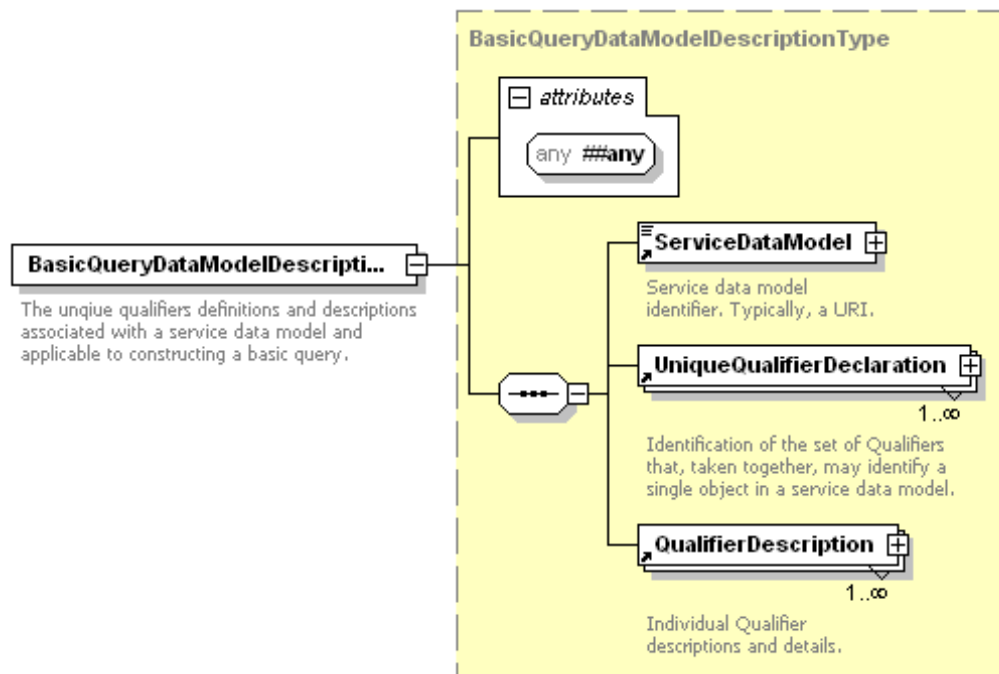 BasicQueryDataModelDescriptionType
attributes
any ##any
BasicQueryDataModelDescripti...
The unqiue qualifiers definitions and descriptions
associated with a service data model and
applicable to constructing a basic query.
ServiceDataModel
Service data model
identifier. Typically, a URI.
UniqueQualifierDeclaration
1..∞
Identification of the set of Qualifiers
that, taken together, may identify a
single object in a service data model.
QualifierDescription
1..∞
Individual Qualifier
descriptions and details.